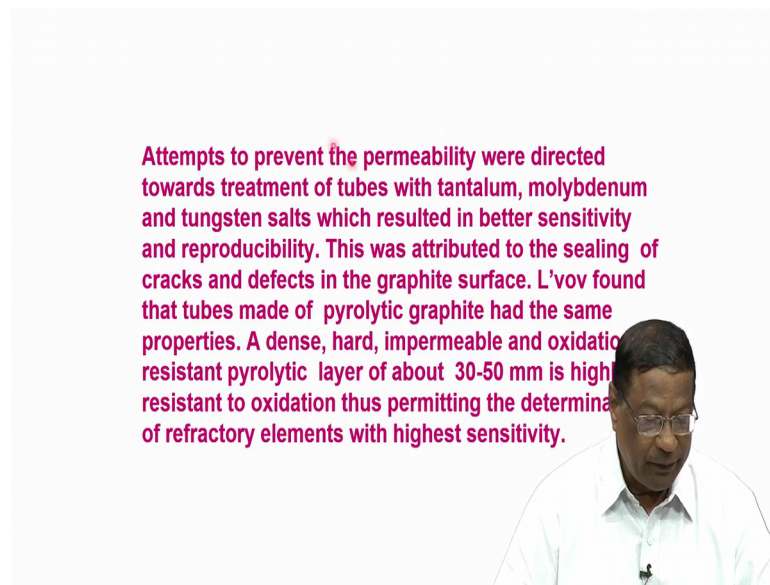 Attempts to prevent the permeability were directed
towards treatment of tubes with tantalum, molybdenum
and tungsten salts which resulted in better sensitivity
and reproducibility. This was attributed to the sealing of
cracks and defects in the graphite surface. L'vov found
that tubes made of pyrolytic graphite had the same
properties. A dense, hard, impermeable and
resistant pyrolytic layer of about 30-50 mm is
resistant to oxidation thus permitting the
of refractory elements with highest sensitivity.